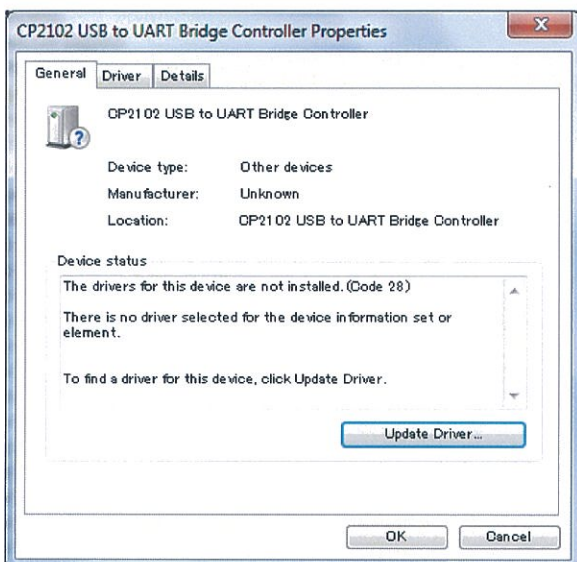 CP2102 USB to UART Bridge Controller Properties
General Driver Details
CP2102 USB to UART Bridge Controller
Device type: Other devices
Manufacturer: Unknown
Location: CP2102 USB to UART Bridge Controller
Device status
The drivers for this device are not installed.(Code 28)
There is no driver selected for the device information set or
element.
To find a driver for this device, click Update Driver.
Update Driver...
OK Cancel